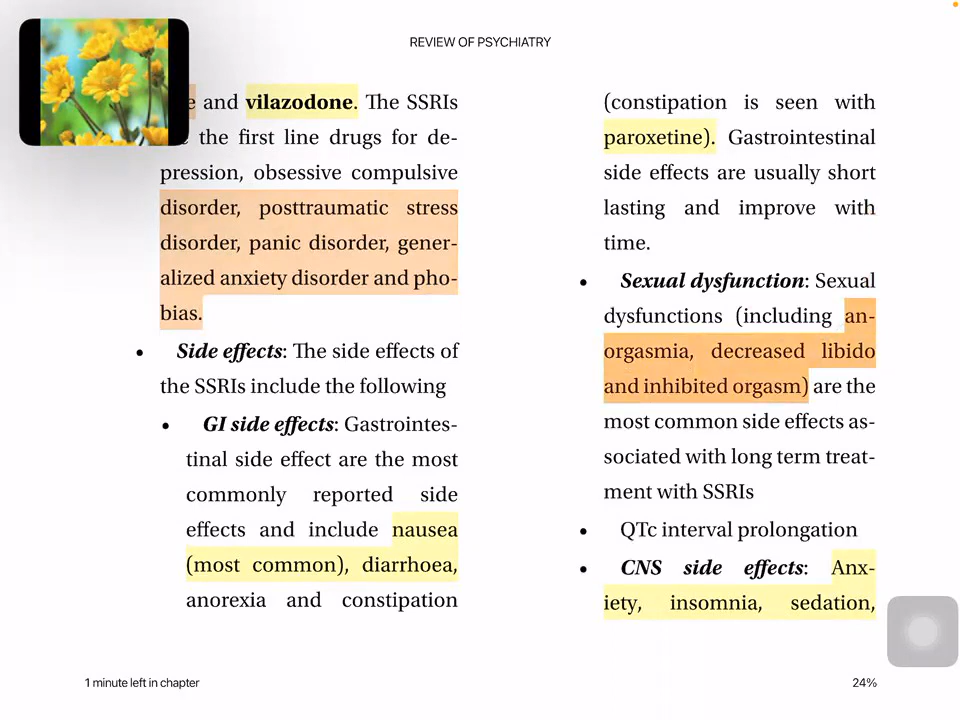 REVIEW OF PSYCHIATRY
and vilazodone. The SSRIs
the first line drugs for de-
pression, obsessive compulsive
disorder, posttraumatic stress
disorder, panic disorder, gener-
alized anxiety disorder and pho-
bias.
• Side effects: The side effects of
the SSRIs include the following
• GI side effects: Gastrointes-
tinal side effect are the most
commonly reported side
effects and include nausea
(most common), diarrhoea,
anorexia and constipation
(constipation is seen with
paroxetine). Gastrointestinal
side effects are usually short
lasting and improve with
time.
• Sexual dysfunction: Sexual
dysfunctions (including an-
orgasmia, decreased libido
and inhibited orgasm) are the
most common side effects as-
sociated with long term treat-
ment with SSRIs
• QTc interval prolongation
• CNS side effects: Anx-
iety, insomnia, sedation,
1 minute left in chapter
24%